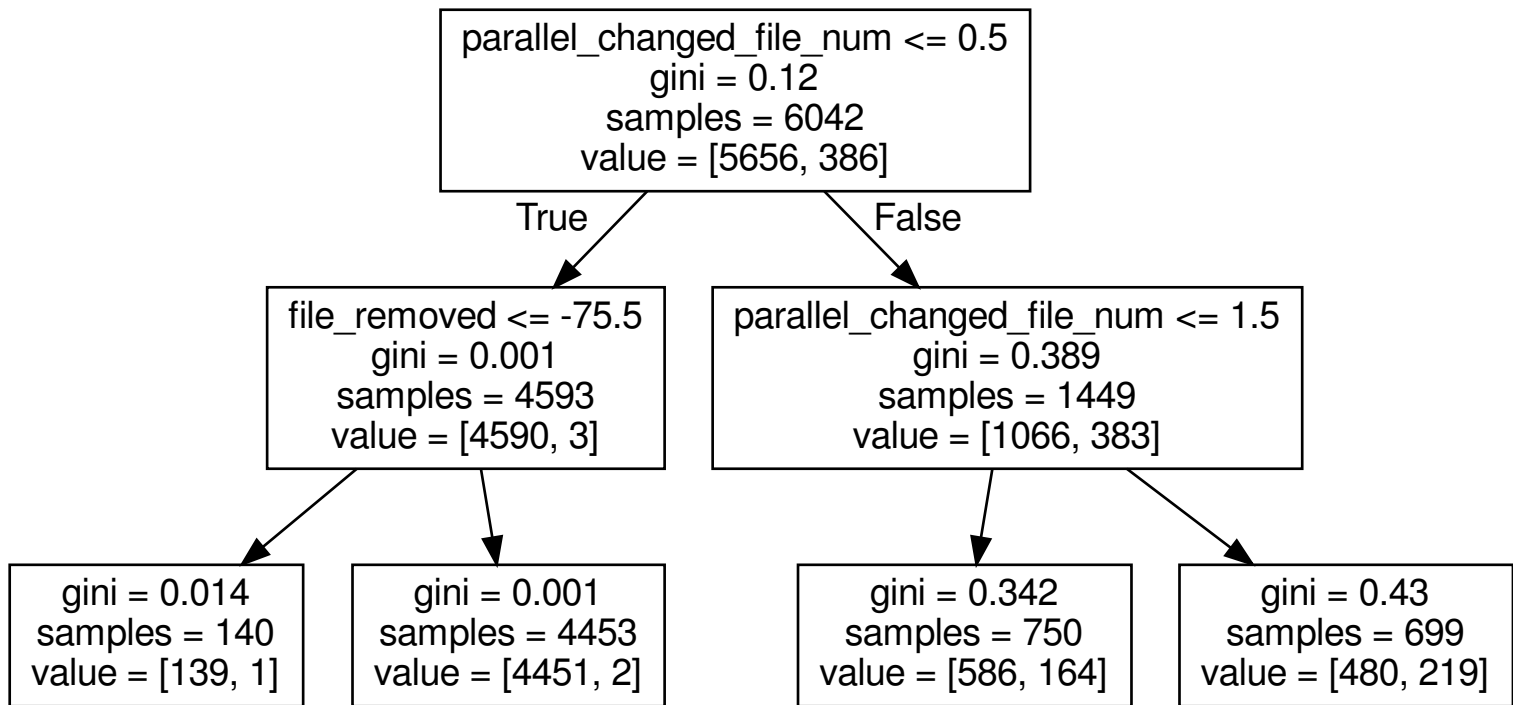 parallel_changed_file_num <= 0.5
gini = 0.12
samples = 6042
value = [5656, 386]
True
False
file_removed <= -75.5
gini = 0.001
samples = 4593
value = [4590, 3]
parallel_changed_file_num <= 1.5
gini = 0.389
samples = 1449
value = [1066, 383]
gini = 0.014
samples = 140
value = [139, 1]
gini = 0.001
samples = 4453
value = [4451, 2]
gini = 0.342
samples = 750
value = [586, 164]
gini = 0.43
samples = 699
value = [480, 219]